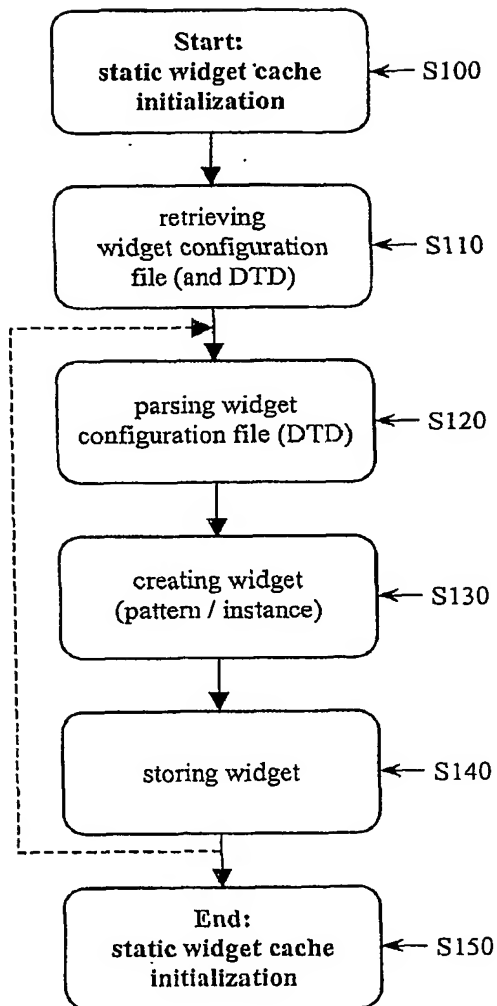 Start:
static widget cache
initialization
S100
retrieving
widget configuration
file (and DTD)
S110
parsing widget
configuration file (DTD)
S120
creating widget
(pattern / instance)
S130
storing widget
S140
End:
static widget cache
initialization
S150